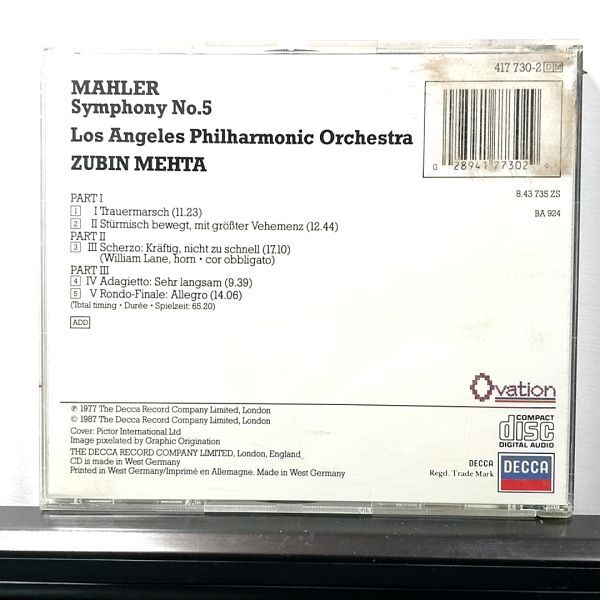 417 730-2 DM
MAHLER
Symphony No.5
Los Angeles Philharmonic Orchestra
ZUBIN MEHTA
0 28941 77302 9
8.43 735 ZS
BA 924
PART I
1 I Trauermarsch (11.23)
2 II Stürmisch bewegt, mit größter Vehemenz (12.44)
PART II
3 III Scherzo: Kräftig, nicht zu schnell (17.10)
(William Lane, horn · cor obbligato)
PART III
4 IV Adagietto: Sehr langsam (9.39)
5 V Rondo-Finale: Allegro (14.06)
(Total timing · Durée · Spielzeit: 65.20)
ADD
Ovation
℗ 1977 The Decca Record Company Limited, London
© 1987 The Decca Record Company Limited, London
Cover: Pictor International Ltd
Image pixelated by Graphic Origination
THE DECCA RECORD COMPANY LIMITED, London, England
CD is made in West Germany
Printed in West Germany/Imprimé en Allemagne. Made in West Germany
COMPACT
disc
DIGITAL AUDIO
DECCA
Regd. Trade Mark
DECCA